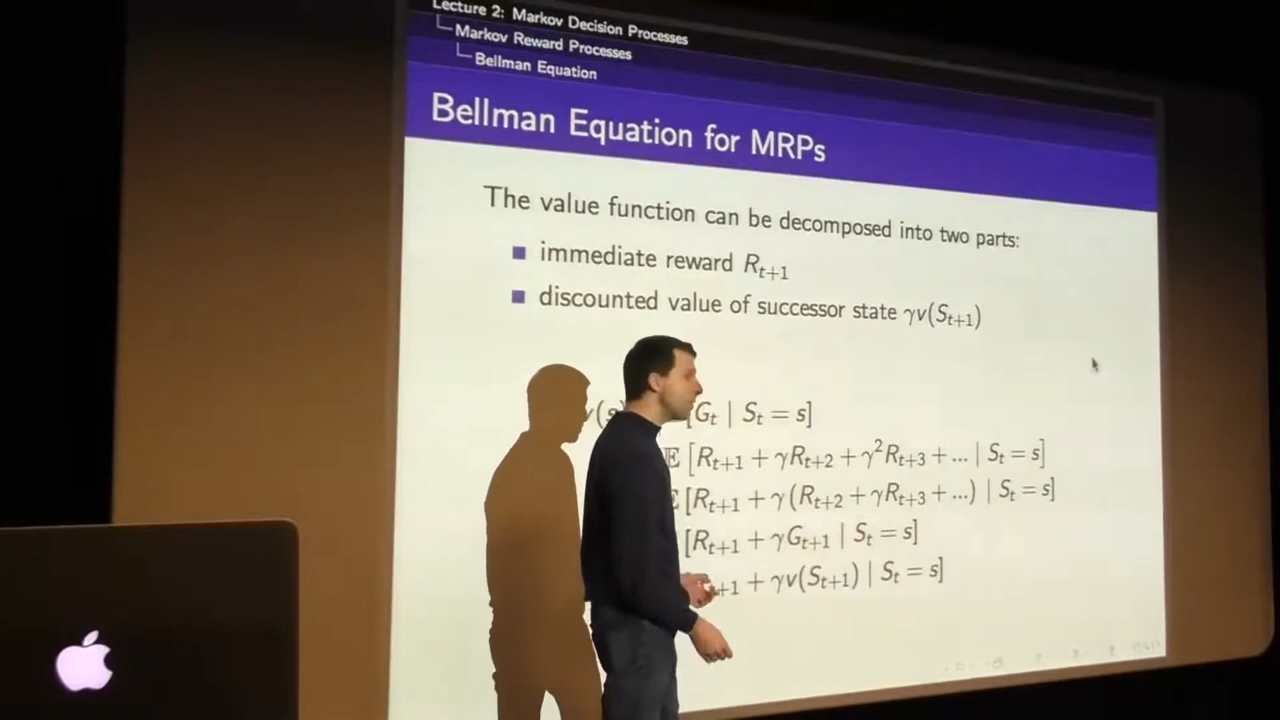 Lecture 2: Markov Decision Processes
Markov Reward Processes
Bellman Equation
Bellman Equation for MRPs
The value function can be decomposed into two parts:
immediate reward R_{t+1}
discounted value of successor state γv(S_{t+1})
[G_t | S_t = s]
𝔼 [R_{t+1} + γR_{t+2} + γ²R_{t+3} + ... | S_t = s]
[R_{t+1} + γ (R_{t+2} + γR_{t+3} + ...) | S_t = s]
[R_{t+1} + γG_{t+1} | S_t = s]
+ γv(S_{t+1}) | S_t = s]